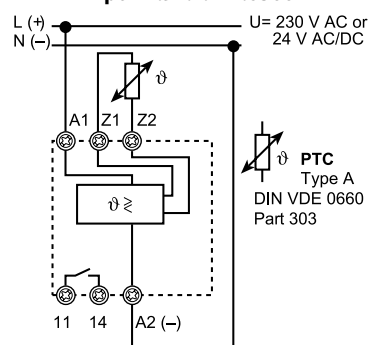 L (+)
N (–)
U= 230 V AC or
24 V AC/DC
ϑ
A1 Z1 Z2
ϑ PTC
Type A
DIN VDE 0660
Part 303
ϑ ≷
11 14 A2 (–)